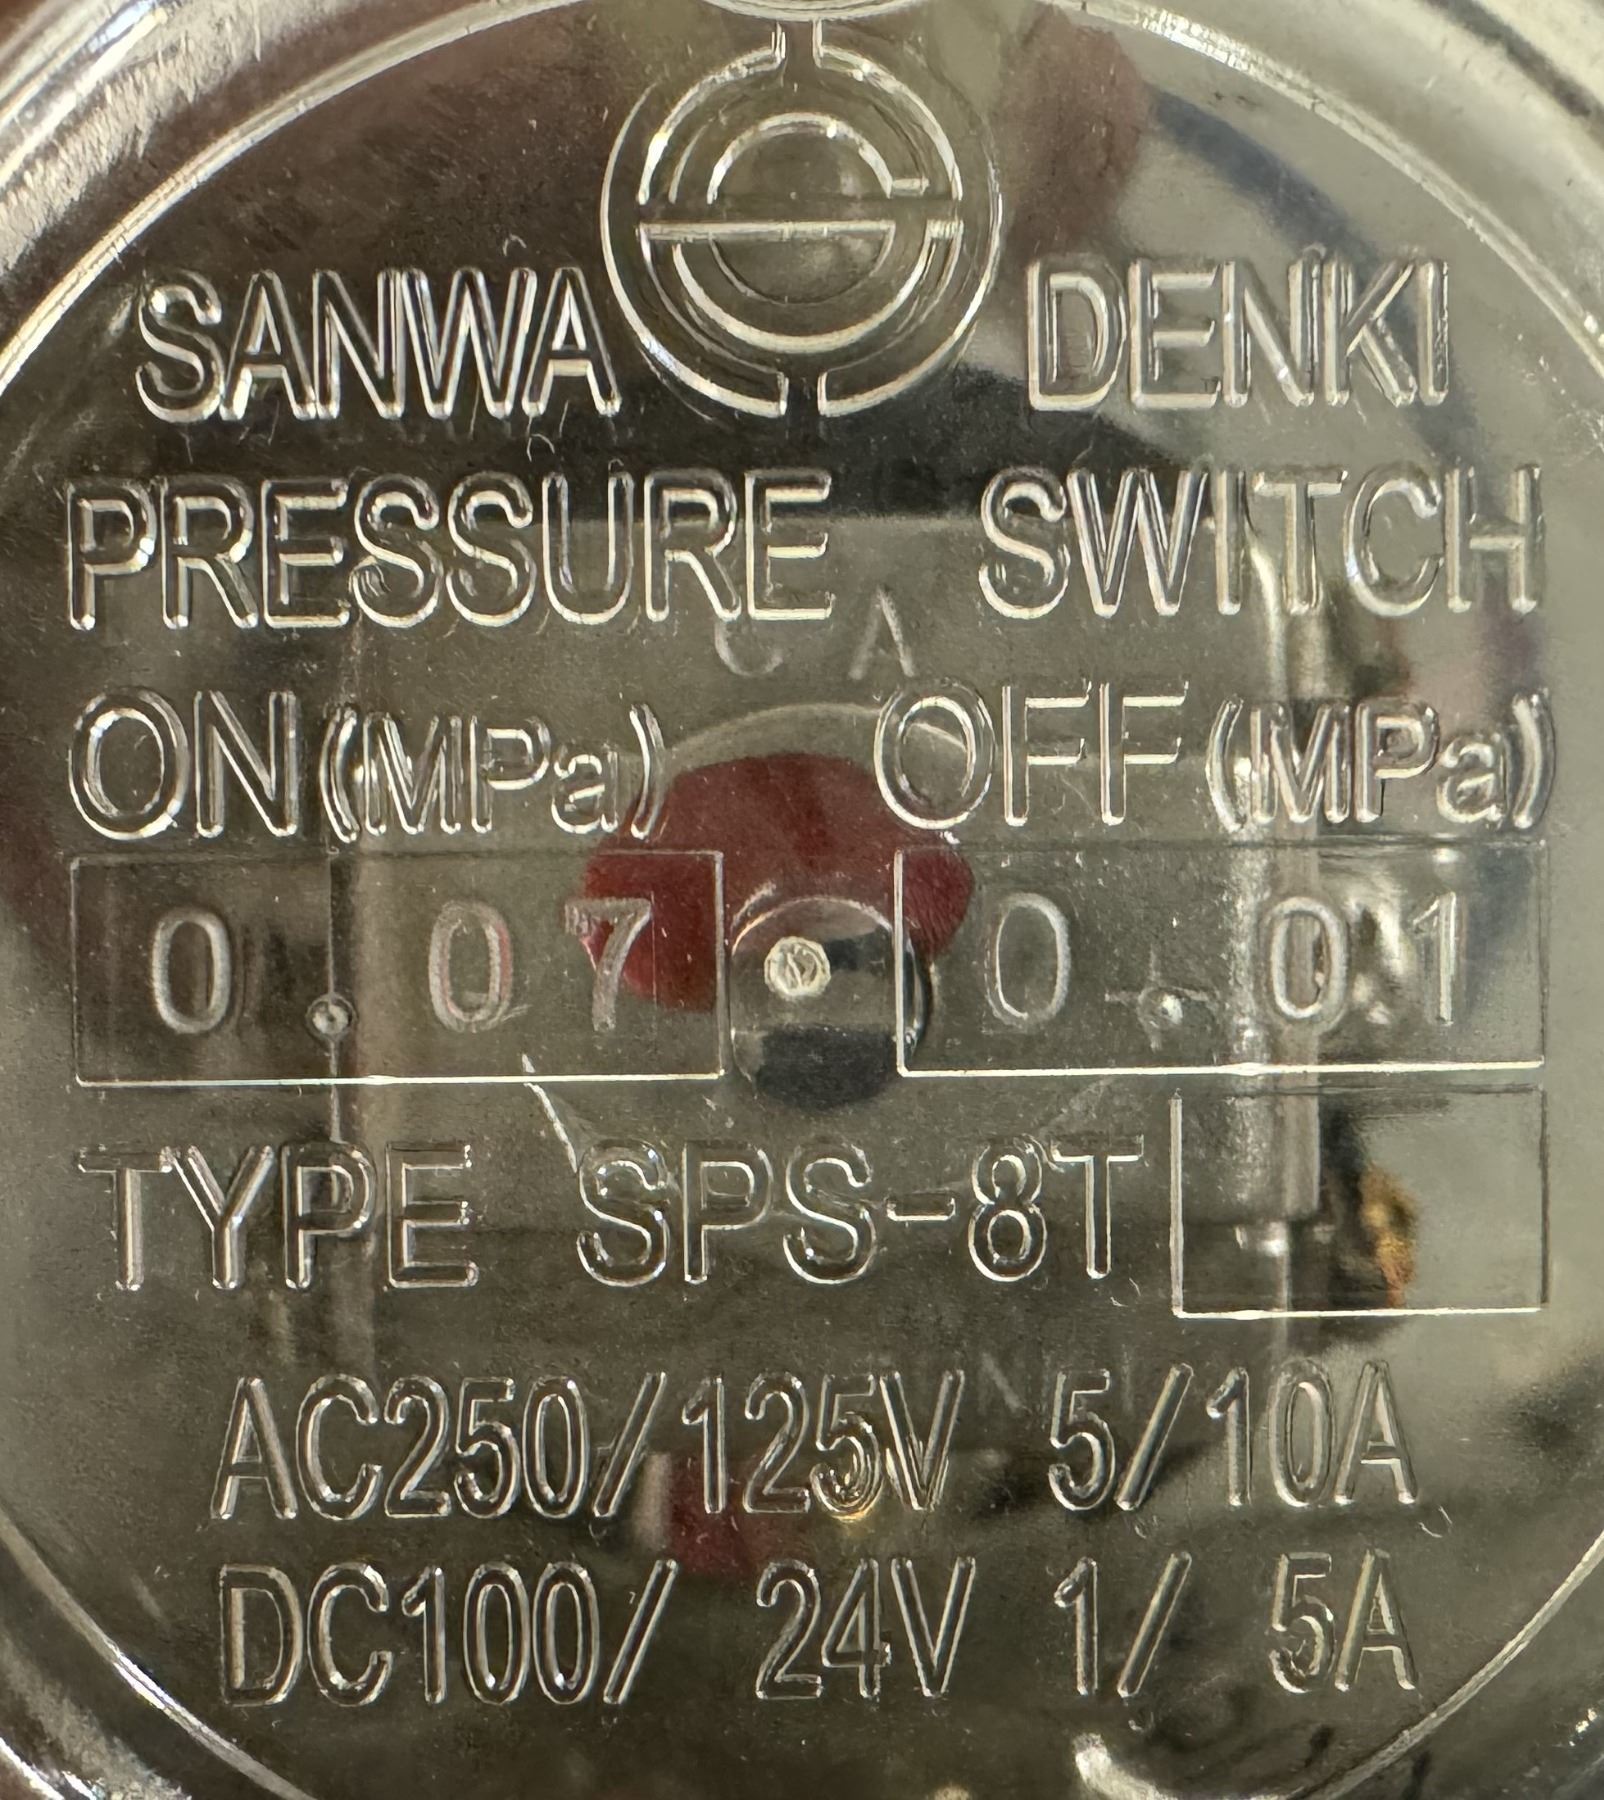 SANWA DENKI
PRESSURE SWITCH
C A
ON (MPa) OFF (MPa)
0.07 0.01
TYPE SPS-8T
AC250/125V 5/10A
DC100/ 24V 1/ 5A